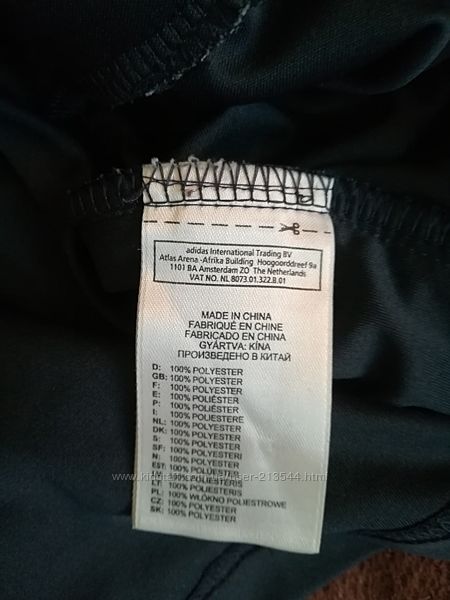 adidas International Trading BV
Atlas Arena -Afrika Building Hoogoorddreef 9a
1101 BA Amsterdam ZO The Netherlands
VAT NO. NL 8073.01.322.B.01
MADE IN CHINA
FABRIQUÉ EN CHINE
FABRICADO EN CHINA
GYÁRTVA: KÍNA
ПРОИЗВЕДЕНО В КИТАЙ
D: 100% POLYESTER
GB: 100% POLYESTER
F: 100% POLYESTER
E: 100% POLIÉSTER
P: 100% POLIÉSTER
I: 100% POLIESTERE
NL: 100% POLYESTER
DK: 100% POLYESTER
S: 100% POLYESTER
SF: 100% POLYESTERI
N: 100% POLYESTER
EST: 100%
100% POLIESTERIS
LT: 100% POLIESTERIS
PL: 100% WŁÓKNO POLIESTROWE
CZ: 100% POLYESTER
SK: 100% POLYESTER